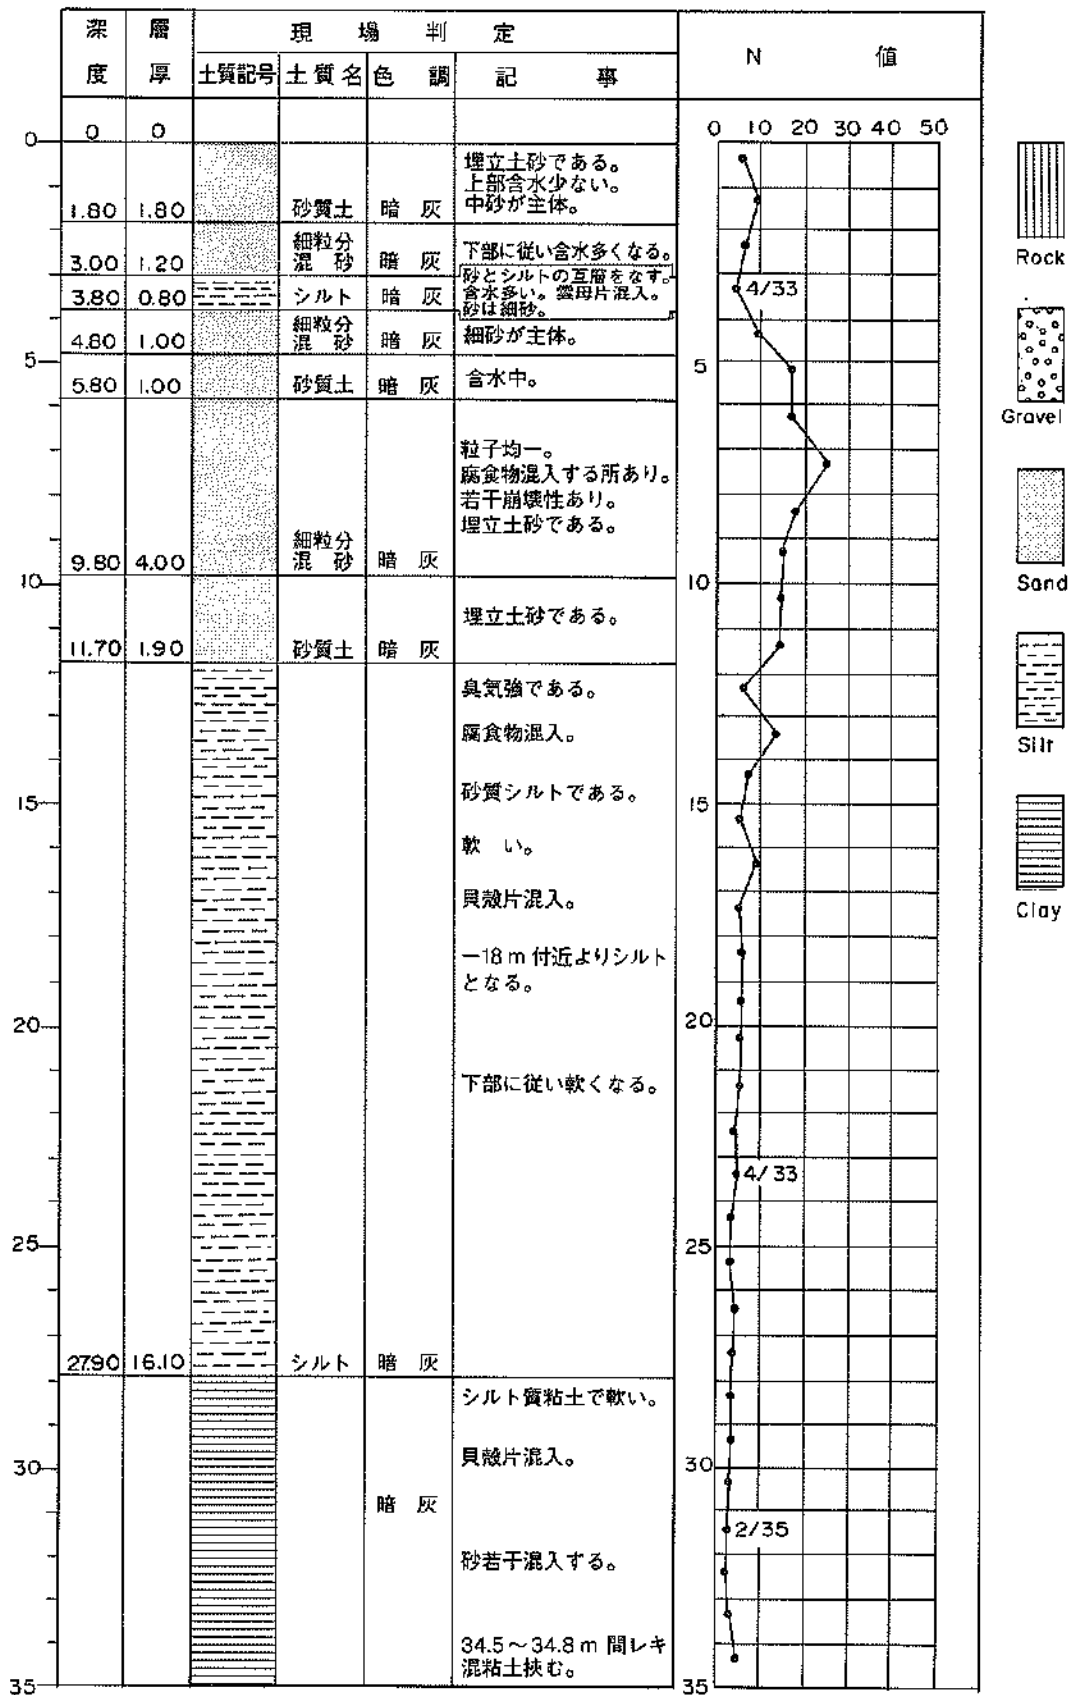 深度 層厚 現場判定 N値
土質記号 土質名 色調 記事
0 0
0 10 20 30 40 50
0
埋立土砂である。
上部含水少ない。
中砂が主体。
1.80 1.80 砂質土 暗灰
細粒分
混砂
3.00 1.20 暗灰 下部に従い含水多くなる。
砂とシルトの互層をなす。
含水多い。雲母片混入。
砂は細砂。
3.80 0.80 シルト 暗灰
4/33
細粒分
混砂
4.80 1.00 暗灰 細砂が主体。
5 5
5.80 1.00 砂質土 暗灰 含水中。
粒子均一。
腐食物混入する所あり。
若干崩壊性あり。
埋立土砂である。
細粒分
混砂
9.80 4.00 暗灰
10 10
埋立土砂である。
11.70 1.90 砂質土 暗灰
臭気強である。
腐食物混入。
砂質シルトである。
15 15
軟い。
貝殻片混入。
−18m付近よりシルト
となる。
20 20
下部に従い軟くなる。
4/33
25 25
27.90 16.10 シルト 暗灰
シルト質粘土で軟い。
貝殻片混入。
30 30
暗灰
2/35
砂若干混入する。
34.5～34.8m間レキ
混粘土挟む。
35 35
Rock
Gravel
Sand
Silt
Clay